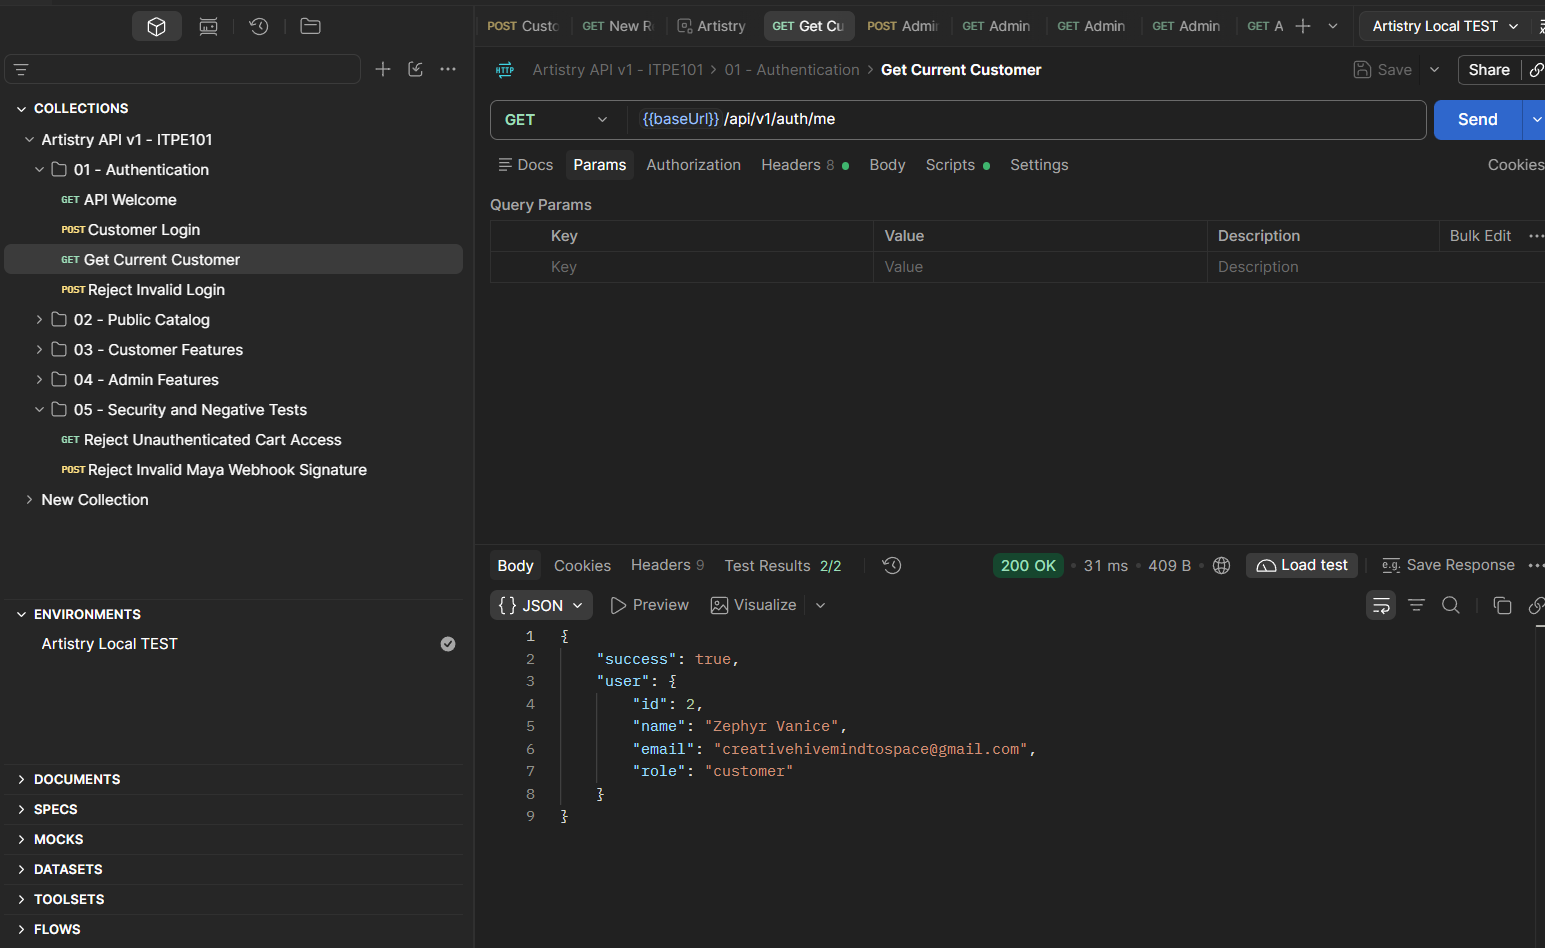 POST Custo
GET New R
Artistry
GET Get Cu
POST Admi
GET Admin
GET Admin
GET Admin
GET A
Artistry Local TEST
HTTP
Artistry API v1 - ITPE101 > 01 - Authentication > Get Current Customer
Save
Share
GET
{{baseUrl}} /api/v1/auth/me
Send
Docs
Params
Authorization
Headers 8
Body
Scripts
Settings
Cookies
Query Params
Key Value Description Bulk Edit
Key Value Description
COLLECTIONS
Artistry API v1 - ITPE101
01 - Authentication
GET API Welcome
POST Customer Login
GET Get Current Customer
POST Reject Invalid Login
02 - Public Catalog
03 - Customer Features
04 - Admin Features
05 - Security and Negative Tests
GET Reject Unauthenticated Cart Access
POST Reject Invalid Maya Webhook Signature
New Collection
ENVIRONMENTS
Artistry Local TEST
DOCUMENTS
SPECS
MOCKS
DATASETS
TOOLSETS
FLOWS
Body
Cookies
Headers 9
Test Results 2/2
200 OK • 31 ms • 409 B
Load test
e.g. Save Response
{} JSON
Preview
Visualize
1 {
2 "success": true,
3 "user": {
4 "id": 2,
5 "name": "Zephyr Vanice",
6 "email": "creativehivemindtospace@gmail.com",
7 "role": "customer"
8 }
9 }